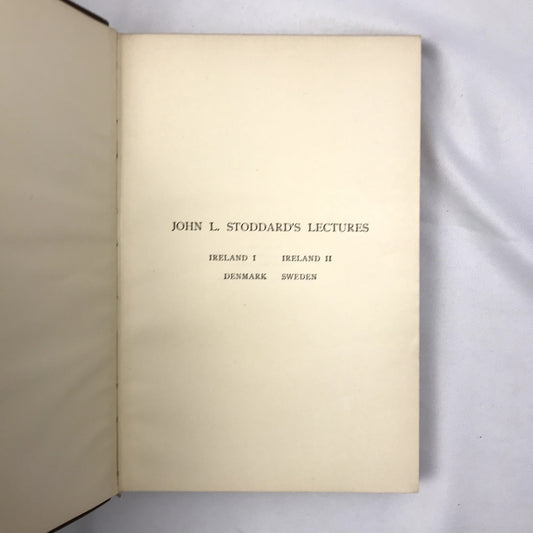 JOHN L. STODDARD'S LECTURES
IRELAND I IRELAND II
DENMARK SWEDEN